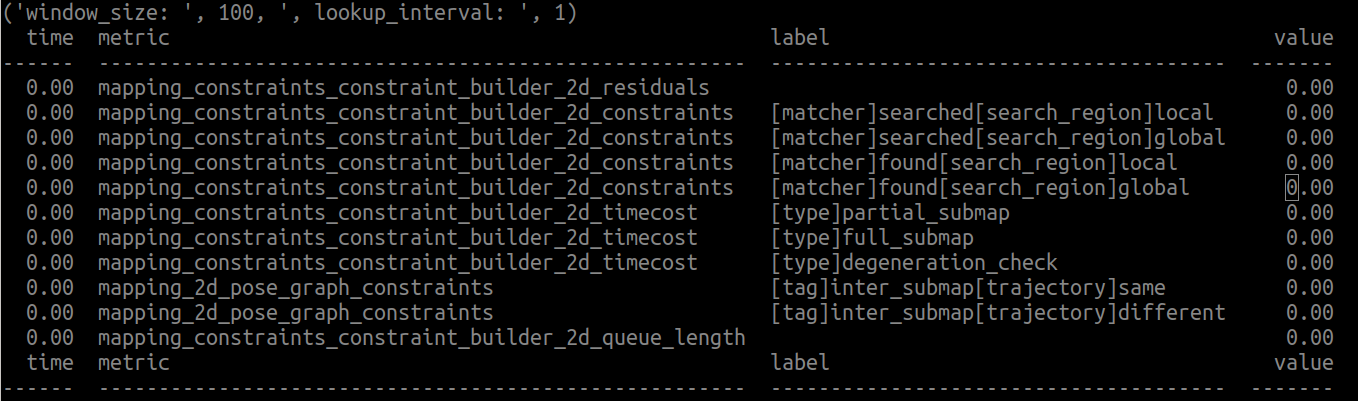 ('window_size: ', 100, ', lookup_interval: ', 1)
  time  metric                                                  label                                   value
------  ------------------------------------------------------  --------------------------------------  -------
  0.00  mapping_constraints_constraint_builder_2d_residuals                                              0.00
  0.00  mapping_constraints_constraint_builder_2d_constraints   [matcher]searched[search_region]local    0.00
  0.00  mapping_constraints_constraint_builder_2d_constraints   [matcher]searched[search_region]global   0.00
  0.00  mapping_constraints_constraint_builder_2d_constraints   [matcher]found[search_region]local       0.00
  0.00  mapping_constraints_constraint_builder_2d_constraints   [matcher]found[search_region]global      0.00
  0.00  mapping_constraints_constraint_builder_2d_timecost      [type]partial_submap                     0.00
  0.00  mapping_constraints_constraint_builder_2d_timecost      [type]full_submap                        0.00
  0.00  mapping_constraints_constraint_builder_2d_timecost      [type]degeneration_check                 0.00
  0.00  mapping_2d_pose_graph_constraints                       [tag]inter_submap[trajectory]same        0.00
  0.00  mapping_2d_pose_graph_constraints                       [tag]inter_submap[trajectory]different   0.00
  0.00  mapping_constraints_constraint_builder_2d_queue_length                                           0.00
  time  metric                                                  label                                   value
------  ------------------------------------------------------  --------------------------------------  -------